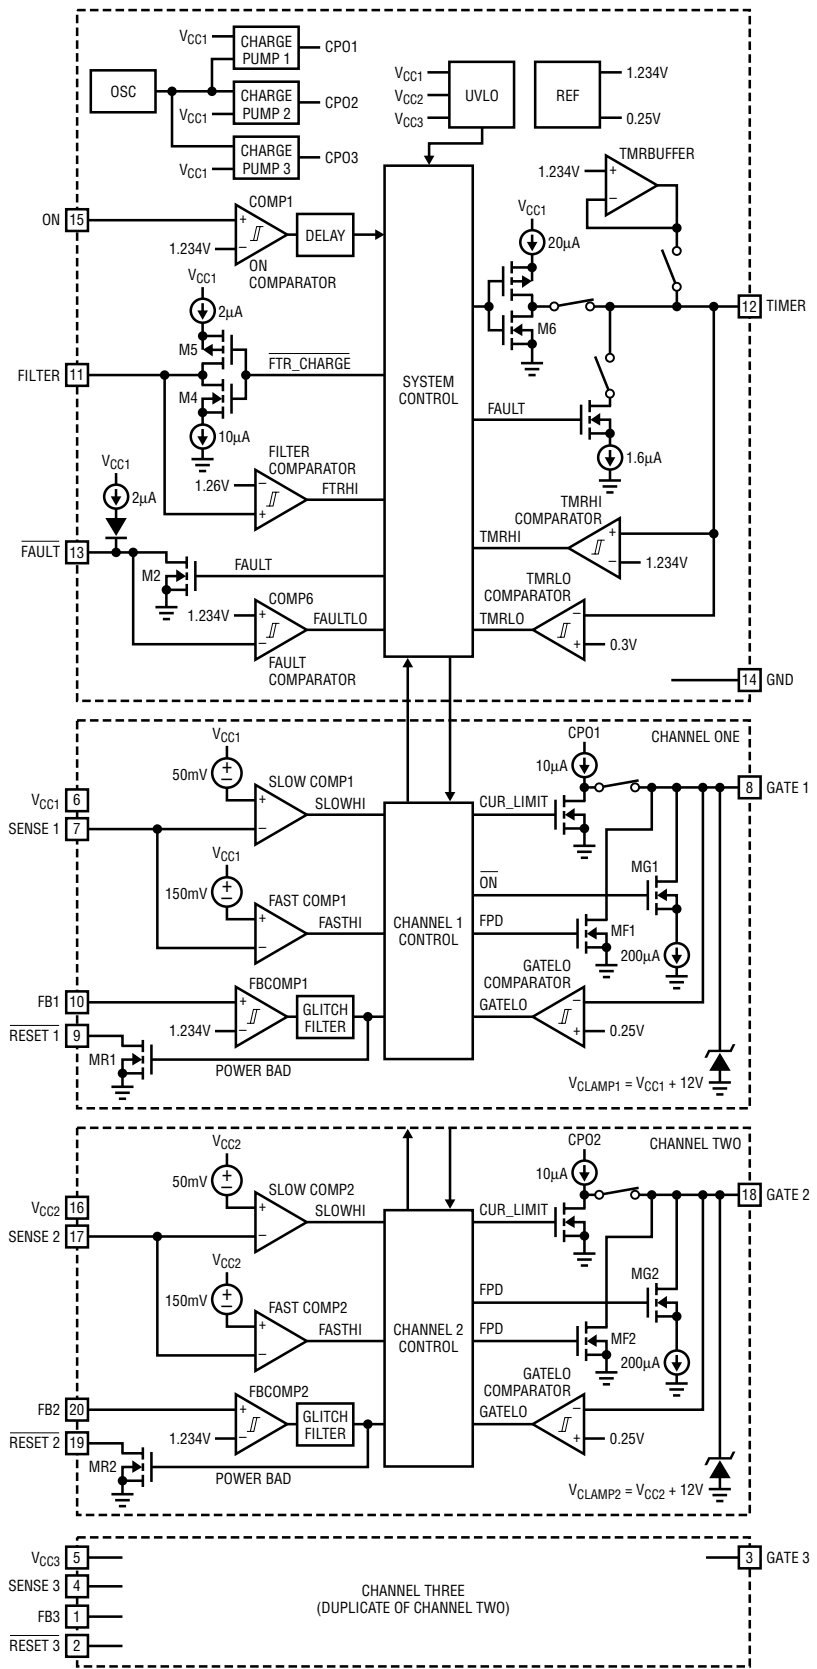 VCC1
CHARGE
PUMP 1
CPO1
OSC
CHARGE
PUMP 2
VCC1
CPO2
CHARGE
PUMP 3
VCC1
CPO3
VCC1
VCC2
VCC3
UVLO
REF
1.234V
0.25V
TMRBUFFER
1.234V
+
–
ON
15
COMP1
+
–
1.234V
ON
COMPARATOR
DELAY
VCC1
20µA
M6
12
TIMER
VCC1
2µA
M5
FILTER
11
FTR_CHARGE
M4
10µA
SYSTEM
CONTROL
FAULT
1.6µA
FILTER
COMPARATOR
1.26V
–
+
FTRHI
VCC1
2µA
FAULT
13
M2
FAULT
TMRHI
COMPARATOR
+
–
TMRHI
1.234V
COMP6
1.234V
+
–
FAULTLO
FAULT
COMPARATOR
TMRLO
COMPARATOR
–
+
TMRLO
0.3V
14
GND
CHANNEL ONE
VCC1
50mV
+
–
SLOW COMP1
+
–
SLOWHI
VCC1
6
SENSE 1
7
VCC1
150mV
+
–
FAST COMP1
+
–
FASTHI
CHANNEL 1
CONTROL
CPO1
10µA
CUR_LIMIT
8
GATE 1
ON
MG1
FPD
MF1
200µA
FB1
10
FBCOMP1
+
–
1.234V
GLITCH
FILTER
RESET 1
9
MR1
POWER BAD
GATELO
COMPARATOR
–
+
GATELO
0.25V
VCLAMP1 = VCC1 + 12V
CHANNEL TWO
VCC2
50mV
+
–
SLOW COMP2
+
–
SLOWHI
VCC2
16
SENSE 2
17
VCC2
150mV
+
–
FAST COMP2
+
–
FASTHI
CHANNEL 2
CONTROL
CPO2
10µA
CUR_LIMIT
18
GATE 2
FPD
MG2
FPD
MF2
200µA
FB2
20
FBCOMP2
+
–
1.234V
GLITCH
FILTER
RESET 2
19
MR2
POWER BAD
GATELO
COMPARATOR
–
+
GATELO
0.25V
VCLAMP2 = VCC2 + 12V
VCC3
5
SENSE 3
4
FB3
1
RESET 3
2
CHANNEL THREE
(DUPLICATE OF CHANNEL TWO)
3
GATE 3